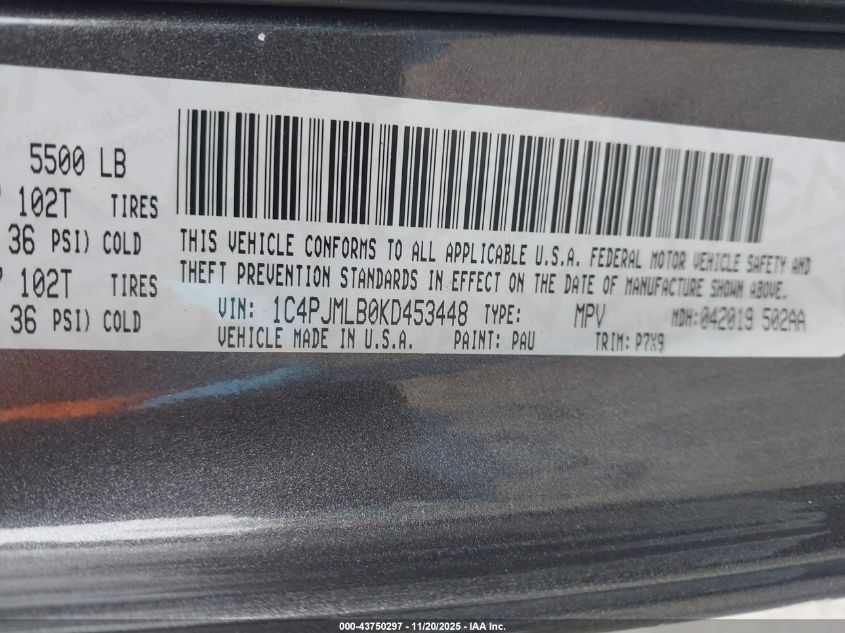 5500 LB
102T TIRES
36 PSI) COLD
102T TIRES
36 PSI) COLD
THIS VEHICLE CONFORMS TO ALL APPLICABLE U.S.A. FEDERAL MOTOR VEHICLE SAFETY AND
THEFT PREVENTION STANDARDS IN EFFECT ON THE DATE OF MANUFACTURE SHOWN ABOVE.
VIN: 1C4PJMLB0KD453448 TYPE: MPV MDH:042019 502AA
VEHICLE MADE IN U.S.A. PAINT: PAU TRIM: P7X9
000-43750297 - 11/20/2025 - IAA Inc.